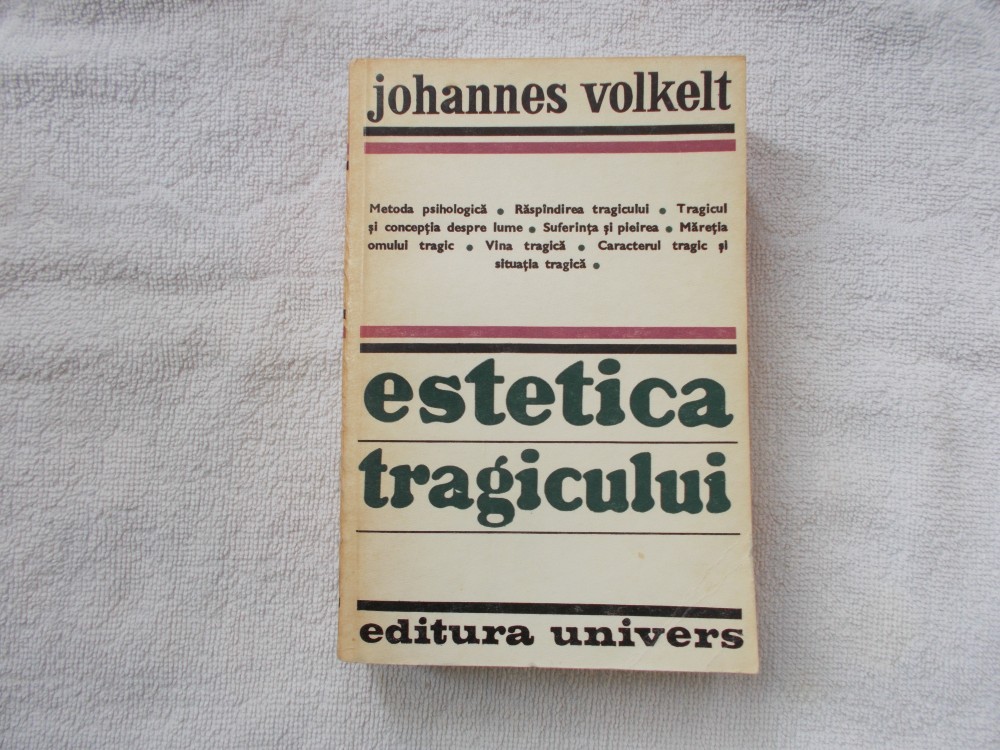 johannes volkelt
Metoda psihologică • Răspîndirea tragicului • Tragicul
și concepția despre lume • Suferința și pieirea • Măreția
omului tragic • Vina tragică • Caracterul tragic și
situația tragică •
estetica
tragicului
editura univers